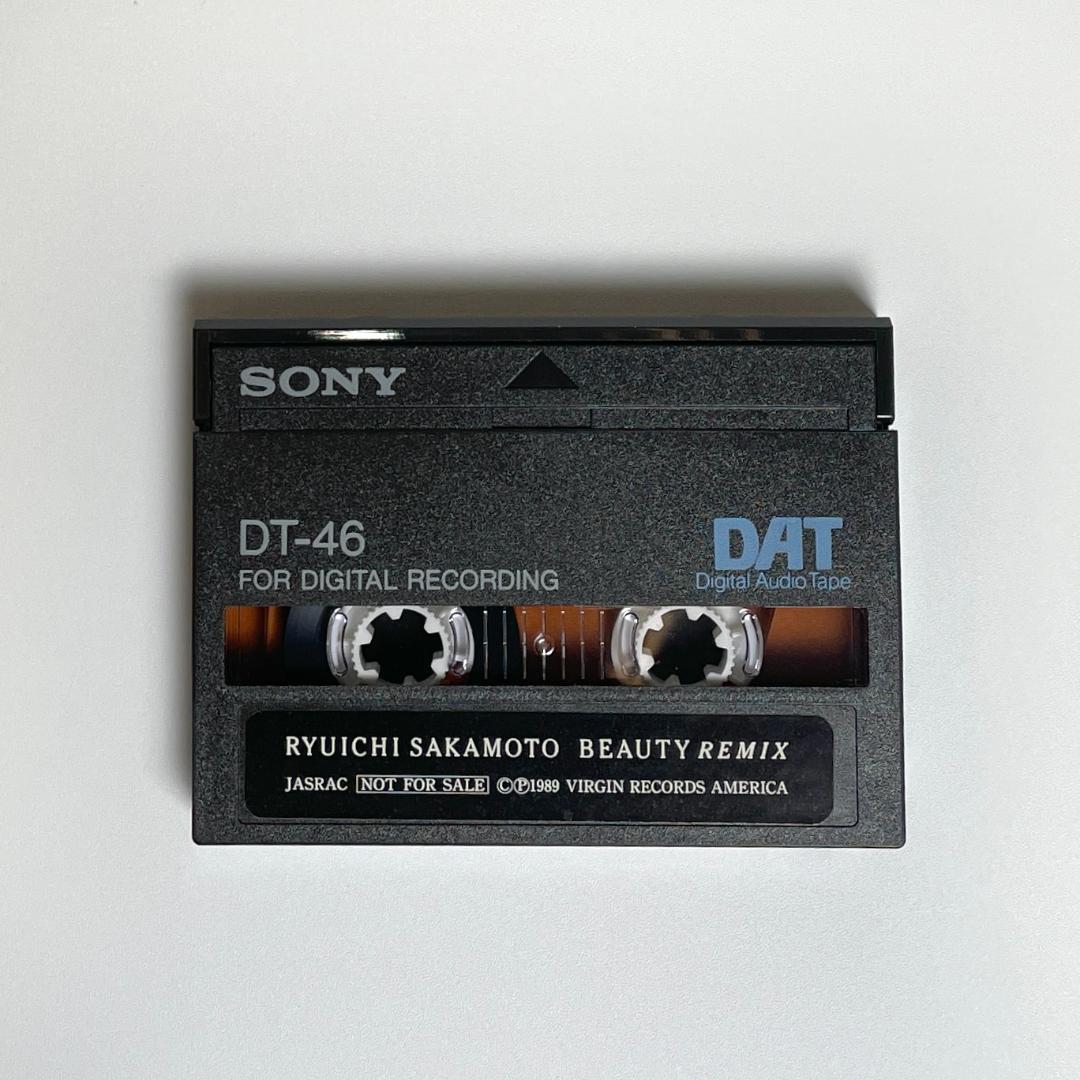 SONY
DT-46
FOR DIGITAL RECORDING
DAT
Digital Audio Tape
RYUICHI SAKAMOTO BEAUTY REMIX
JASRAC NOT FOR SALE ©℗1989 VIRGIN RECORDS AMERICA